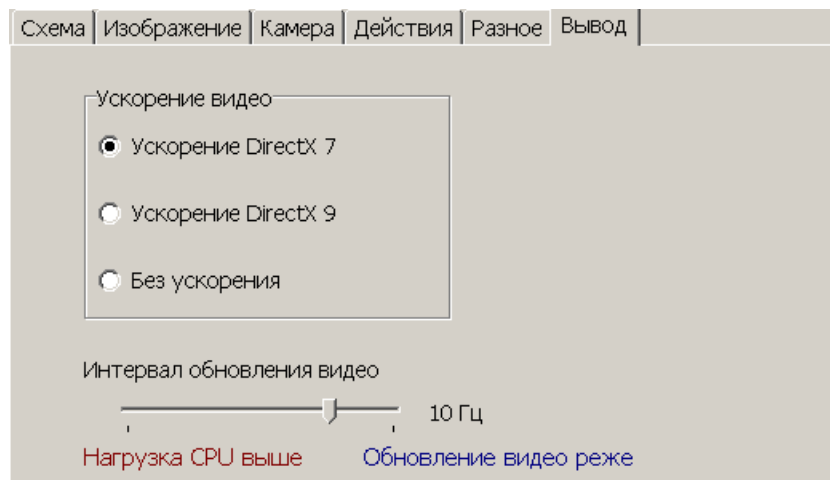 Схема Изображение Камера Действия Разное Вывод
Ускорение видео
Ускорение DirectX 7
Ускорение DirectX 9
Без ускорения
Интервал обновления видео
10 Гц
Нагрузка CPU выше Обновление видео реже